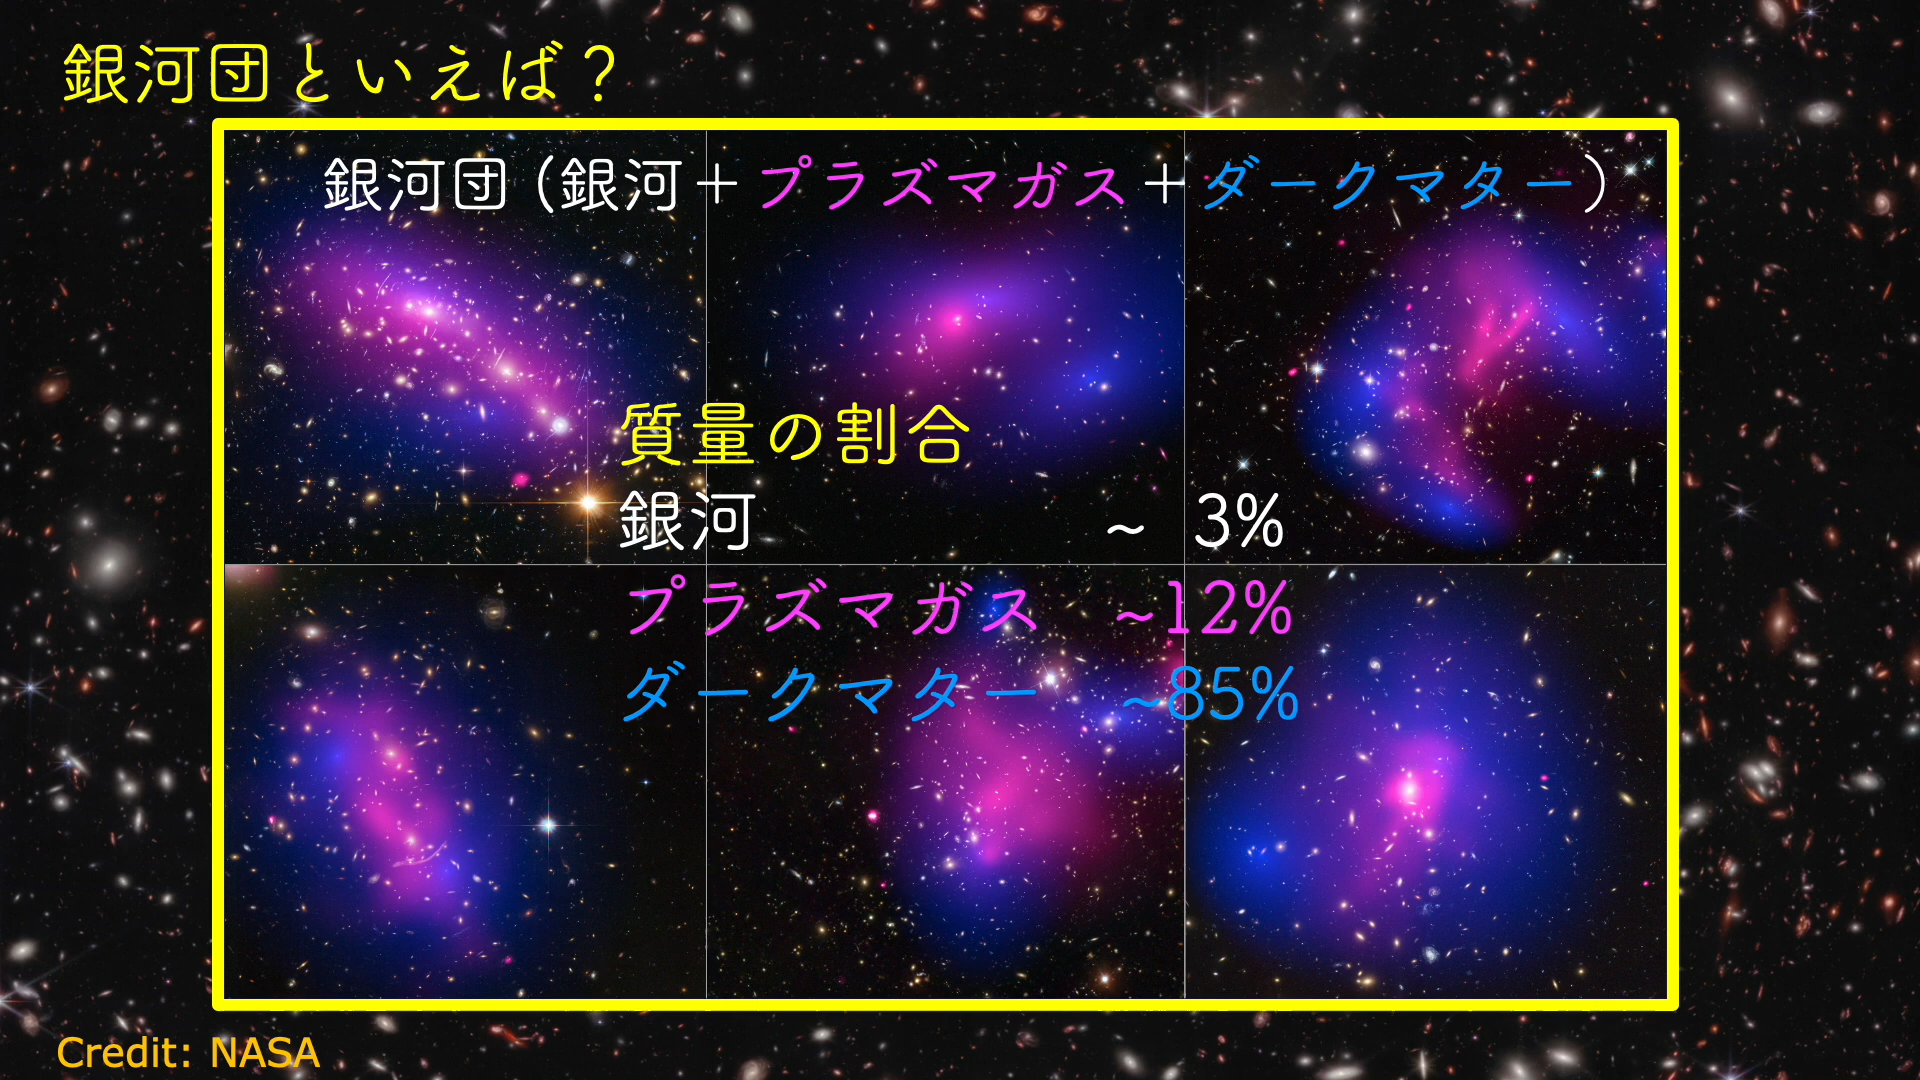 銀河団といえば？
銀河団 (銀河＋プラズマガス＋ダークマター)
質量の割合
銀河 ~ 3%
プラズマガス ~12%
ダークマター ~85%
Credit: NASA